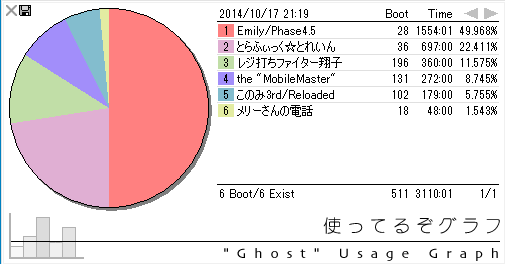 2014/10/17 21:19 Boot Time
1 Emily/Phase4.5 28 1554:01 49.968%
2 とらふぃっく☆とれいん 36 697:00 22.411%
3 レジ打ちファイター翔子 196 360:00 11.575%
4 the "MobileMaster" 131 272:00 8.745%
5 このみ3rd/Reloaded 102 179:00 5.755%
6 メリーさんの電話 18 48:00 1.543%
6 Boot/6 Exist 511 3110:01 1/1
使ってるぞグラフ
"Ghost" Usage Graph